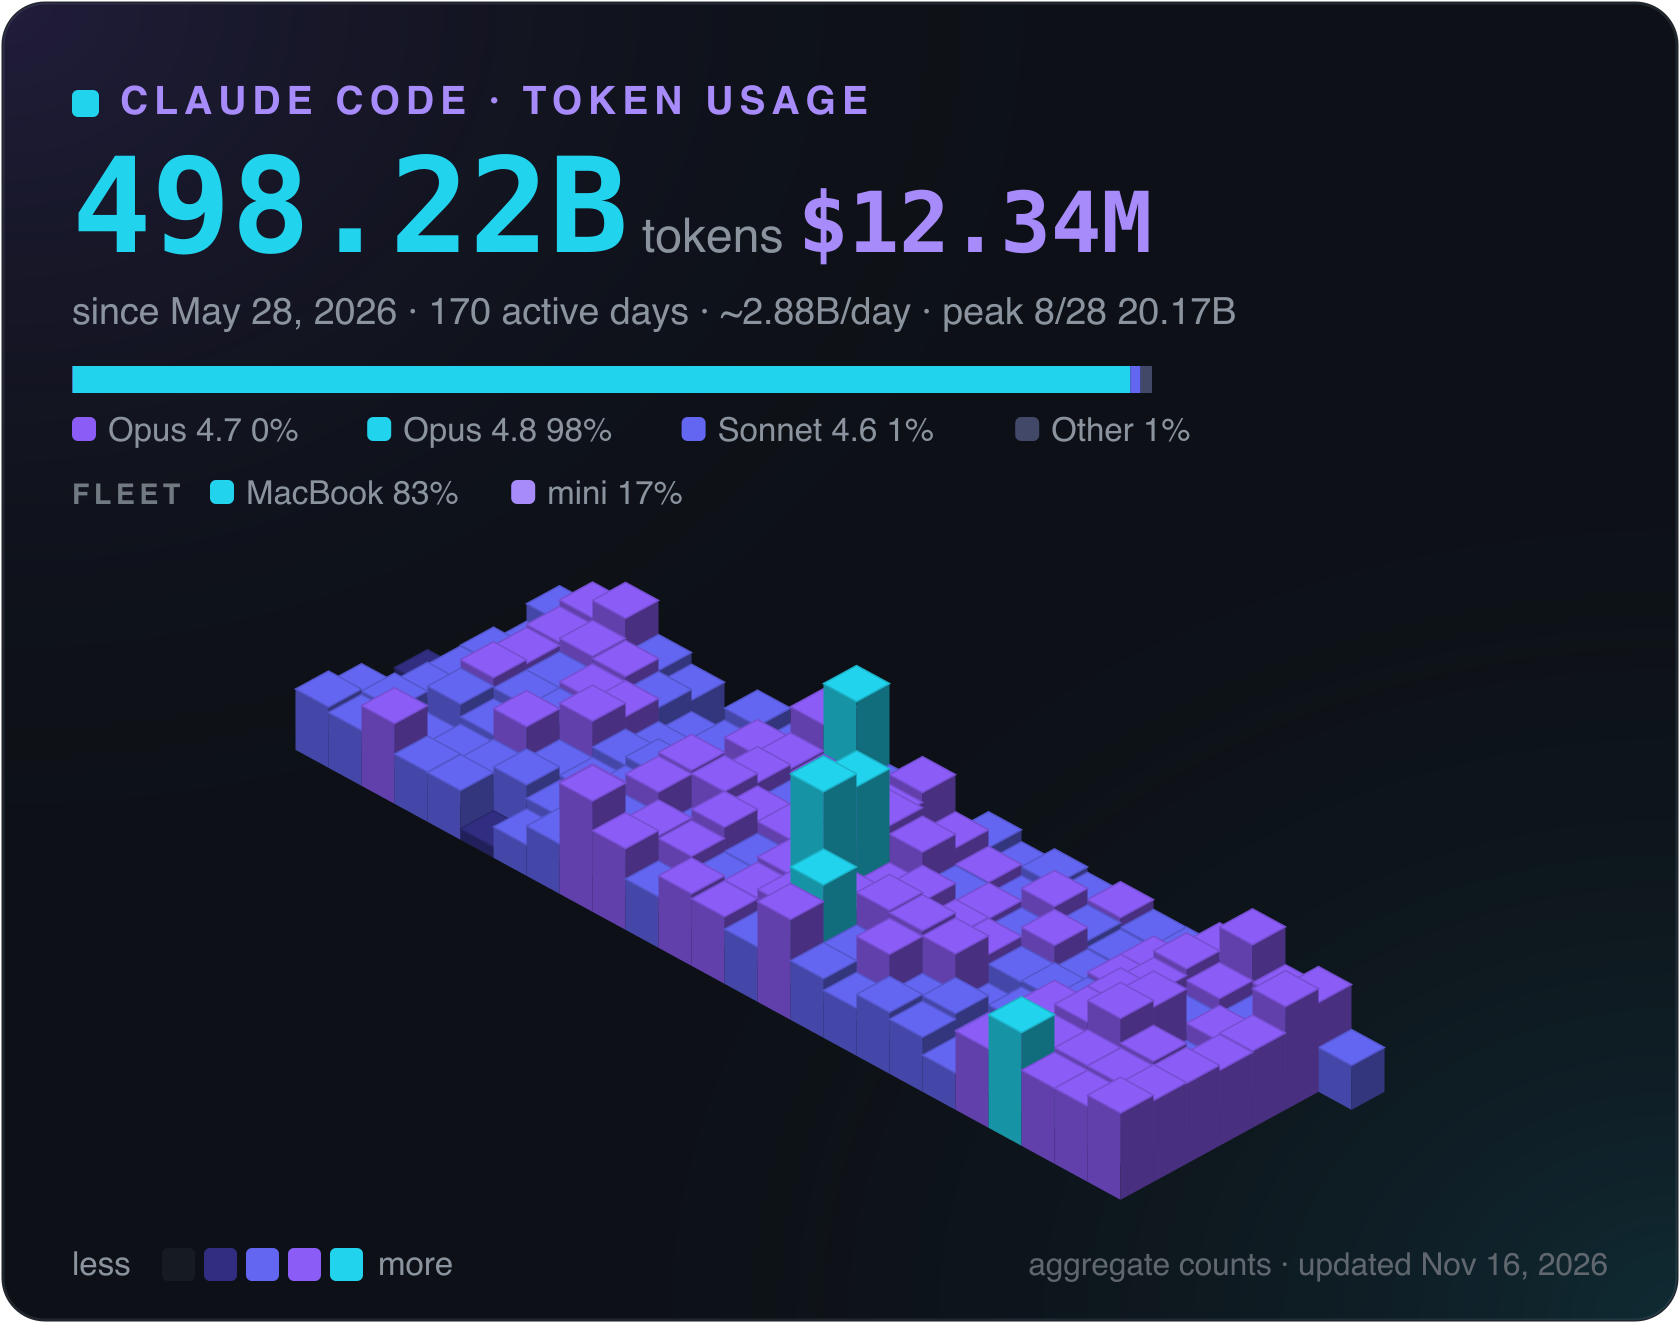 CLAUDE CODE · TOKEN USAGE
498.22B tokens $12.34M
since May 28, 2026 · 170 active days · ~2.88B/day · peak 8/28 20.17B
Opus 4.7 0% Opus 4.8 98% Sonnet 4.6 1% Other 1%
FLEET MacBook 83% mini 17%
less more
aggregate counts · updated Nov 16, 2026